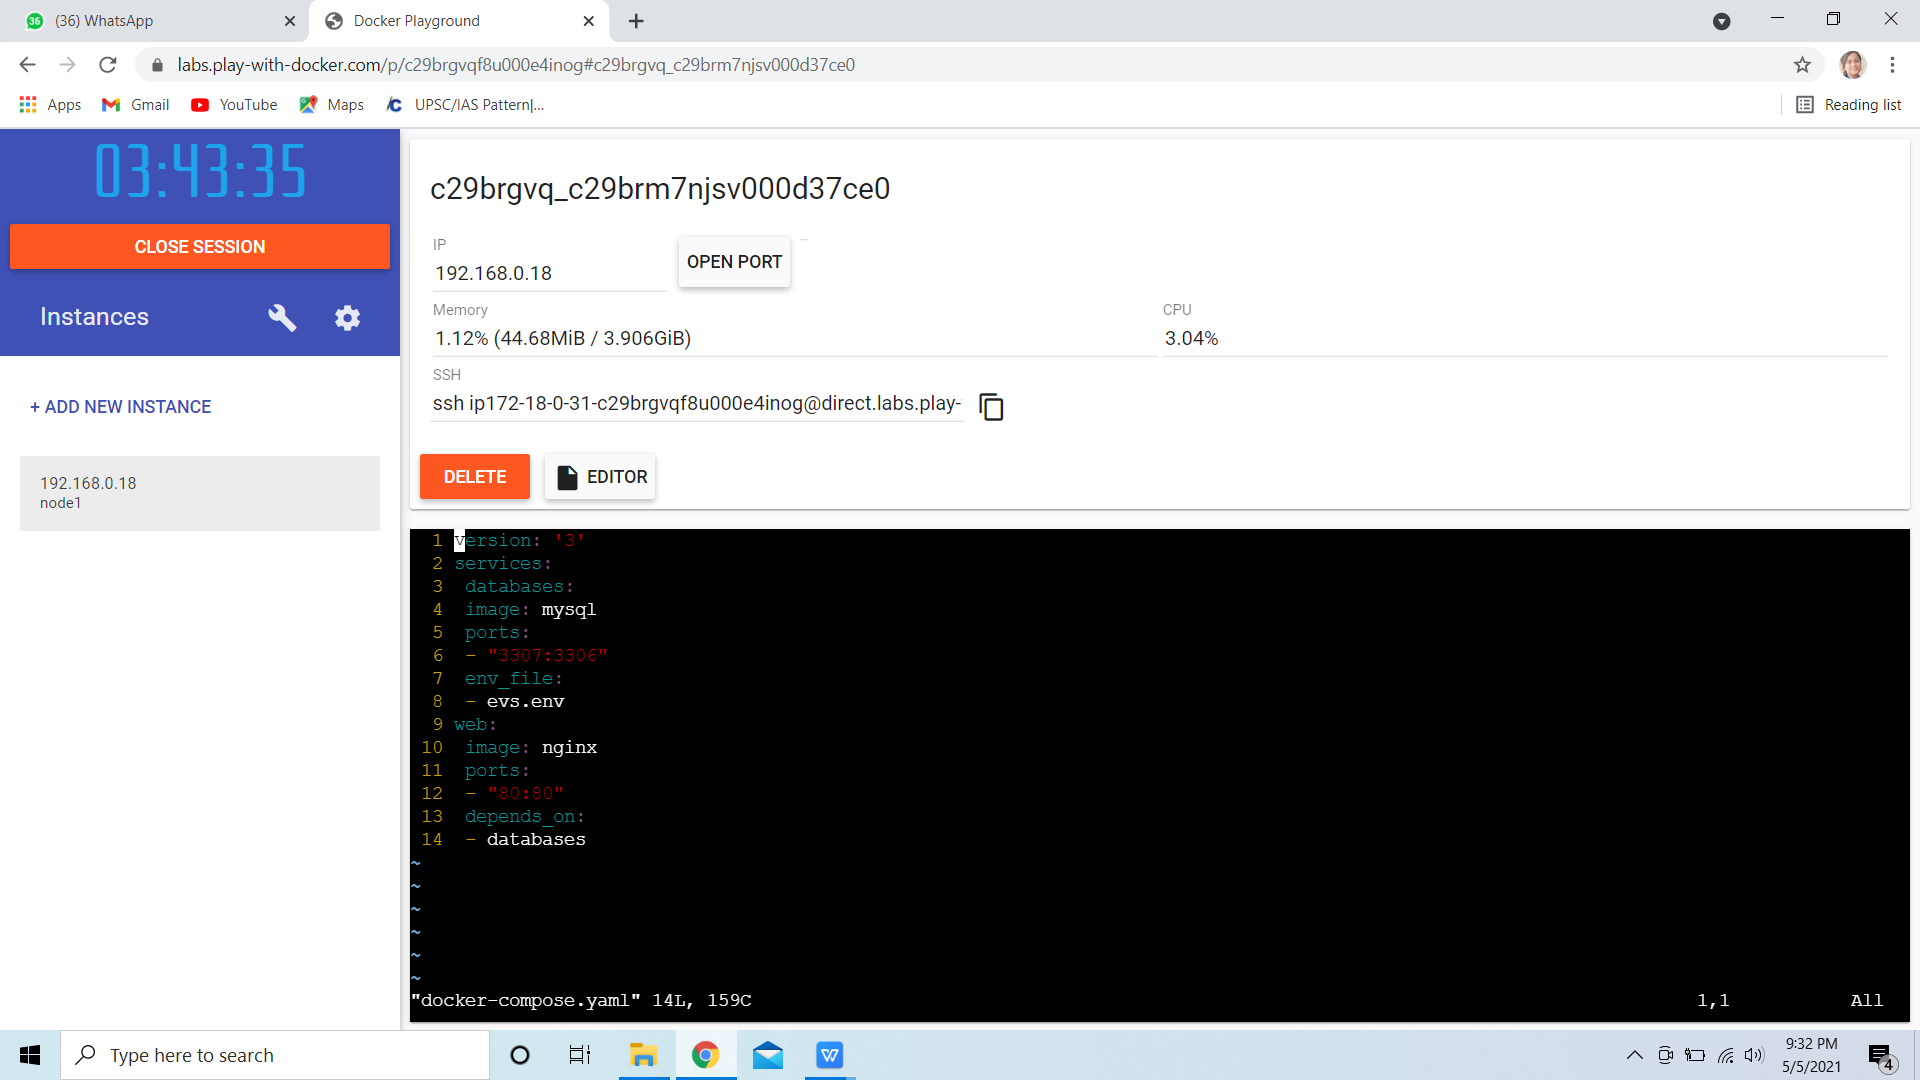 36 (36) WhatsApp
Docker Playground
labs.play-with-docker.com/p/c29brgvqf8u000e4inog#c29brgvq_c29brm7njsv000d37ce0
Apps
Gmail
YouTube
Maps
UPSC/IAS Pattern|...
Reading list
03:43:35
CLOSE SESSION
Instances
+ ADD NEW INSTANCE
192.168.0.18
node1
c29brgvq_c29brm7njsv000d37ce0
IP
192.168.0.18
OPEN PORT
Memory
1.12% (44.68MiB / 3.906GiB)
CPU
3.04%
SSH
ssh ip172-18-0-31-c29brgvqf8u000e4inog@direct.labs.play-
DELETE
EDITOR
1 version: '3'
2 services:
3  databases:
4  image: mysql
5  ports:
6  - "3307:3306"
7  env_file:
8  - evs.env
9 web:
10  image: nginx
11  ports:
12  - "80:80"
13  depends_on:
14  - databases
~
~
~
~
~
~
"docker-compose.yaml" 14L, 159C 1,1 All
Type here to search
9:32 PM
5/5/2021
4